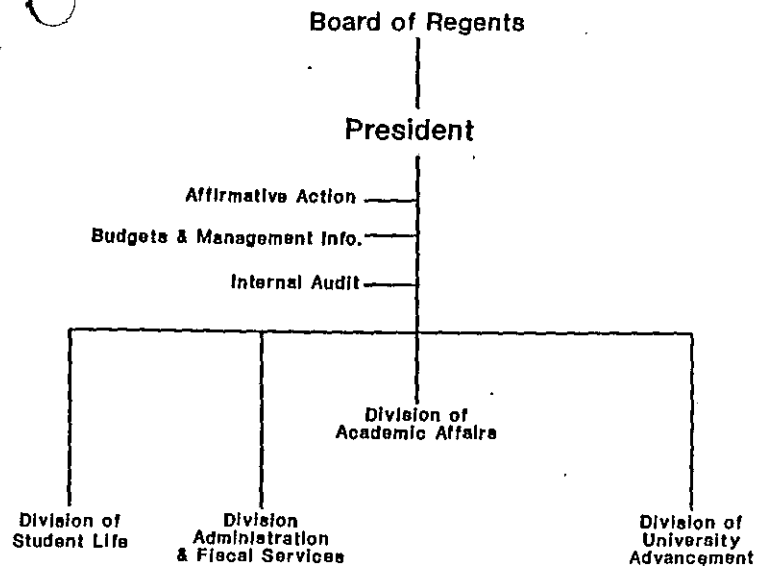 Board of Regents
President
Affirmative Action
Budgets & Management Info.
Internal Audit
Division of
Academic Affairs
Division of
Student Life
Division
Administration
& Fiscal Services
Division of
University
Advancement